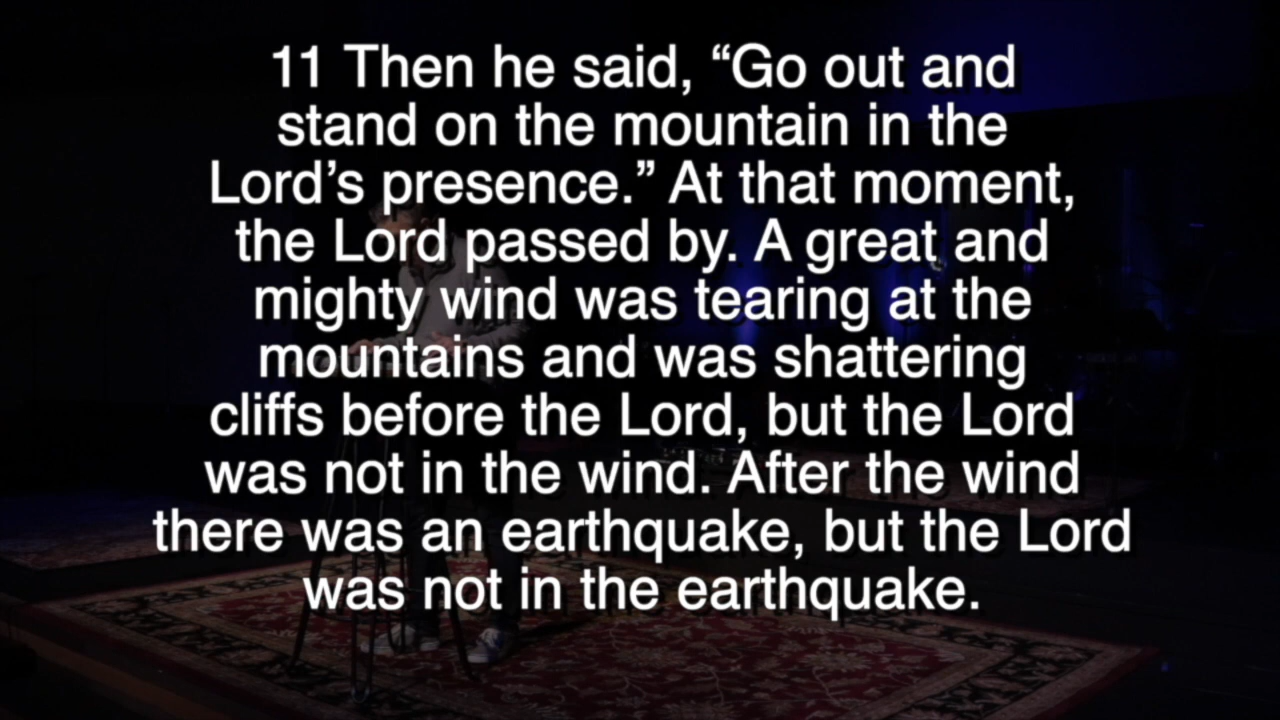 11 Then he said, “Go out and
stand on the mountain in the
Lord’s presence.” At that moment,
the Lord passed by. A great and
mighty wind was tearing at the
mountains and was shattering
cliffs before the Lord, but the Lord
was not in the wind. After the wind
there was an earthquake, but the Lord
was not in the earthquake.